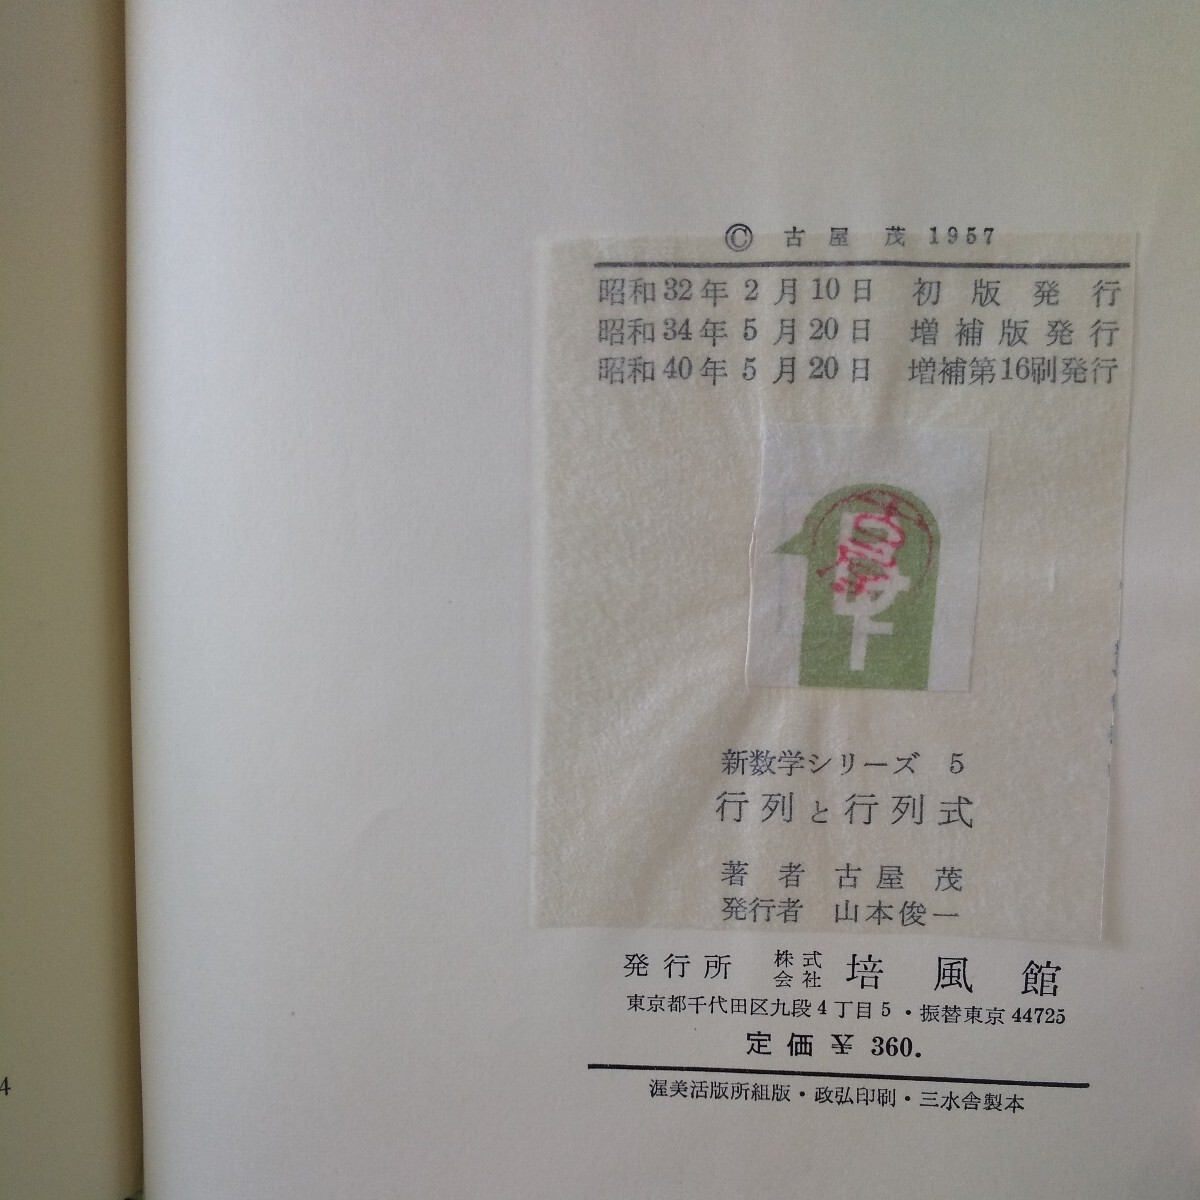 © 古屋 茂 1957
昭和32年 2月10日 初版発行
昭和34年 5月20日 増補版発行
昭和40年 5月20日 増補第16刷発行
新数学シリーズ 5
行列と行列式
著者 古屋 茂
発行者 山本俊一
発行所 株式会社 培風館
東京都千代田区九段4丁目5・振替東京44725
定価 ¥ 360.
渥美活版所組版・政弘印刷・三水舎製本
4